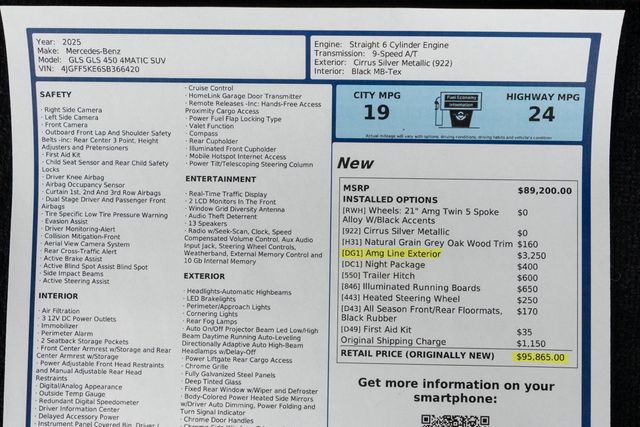 Year: 2025
Make: Mercedes-Benz
Model: GLS GLS 450 4MATIC SUV
VIN: 4JGFF5KE6SB366420
Engine: Straight 6 Cylinder Engine
Transmission: 9-Speed A/T
Exterior: Cirrus Silver Metallic (922)
Interior: Black MB-Tex
SAFETY
· Right Side Camera
· Left Side Camera
· Front Camera
· Outboard Front Lap And Shoulder Safety
Belts -inc: Rear Center 3 Point, Height
Adjusters and Pretensioners
· First Aid Kit
· Child Seat Sensor and Rear Child Safety
Locks
· Driver Knee Airbag
· Airbag Occupancy Sensor
· Curtain 1st, 2nd And 3rd Row Airbags
· Dual Stage Driver And Passenger Front
Airbags
· Tire Specific Low Tire Pressure Warning
· Evasion Assist
· Driver Monitoring-Alert
· Collision Mitigation-Front
· Aerial View Camera System
· Rear Cross-Traffic Alert
· Active Brake Assist
· Active Blind Spot Assist Blind Spot
· Side Impact Beams
· Active Steering Assist
INTERIOR
· Air Filtration
· 3 12V DC Power Outlets
· Immobilizer
· Perimeter Alarm
· 2 Seatback Storage Pockets
· Front Center Armrest w/Storage and Rear
Center Armrest w/Storage
· Power Adjustable Front Head Restraints
and Manual Adjustable Rear Head
Restraints
· Digital/Analog Appearance
· Outside Temp Gauge
· Redundant Digital Speedometer
· Driver Information Center
· Delayed Accessory Power
· Instrument Panel Covered Bin, Driver /
· Cruise Control
· HomeLink Garage Door Transmitter
· Remote Releases -Inc: Hands-Free Access
Proximity Cargo Access
· Power Fuel Flap Locking Type
· Valet Function
· Compass
· Rear Cupholder
· Illuminated Front Cupholder
· Mobile Hotspot Internet Access
· Power Tilt/Telescoping Steering Column
ENTERTAINMENT
· Real-Time Traffic Display
· 2 LCD Monitors In The Front
· Window Grid Diversity Antenna
· Audio Theft Deterrent
· 13 Speakers
· Radio w/Seek-Scan, Clock, Speed
Compensated Volume Control, Aux Audio
Input Jack, Steering Wheel Controls,
Weatherband, External Memory Control and
10 Gb Internal Memory
EXTERIOR
· Headlights-Automatic Highbeams
· LED Brakelights
· Perimeter/Approach Lights
· Cornering Lights
· Rear Fog Lamps
· Auto On/Off Projector Beam Led Low/High
Beam Daytime Running Auto-Leveling
Directionally Adaptive Auto High-Beam
Headlamps w/Delay-Off
· Power Liftgate Rear Cargo Access
· Chrome Grille
· Fully Galvanized Steel Panels
· Deep Tinted Glass
· Fixed Rear Window w/Wiper and Defroster
· Body-Colored Power Heated Side Mirrors
w/Driver Auto Dimming, Power Folding and
Turn Signal Indicator
· Chrome Door Handles
CITY MPG
19
Fuel Economy
Information
HIGHWAY MPG
24
Actual mileage will vary with options, driving conditions, driving habits and vehicle's condition
New
MSRP $89,200.00
INSTALLED OPTIONS
[RWH] Wheels: 21" Amg Twin 5 Spoke $0
Alloy W/Black Accents
[922] Cirrus Silver Metallic $0
[H31] Natural Grain Grey Oak Wood Trim $160
[DG1] Amg Line Exterior $3,250
[DC1] Night Package $400
[550] Trailer Hitch $600
[846] Illuminated Running Boards $650
[443] Heated Steering Wheel $250
[D43] All Season Front/Rear Floormats, $170
Black Rubber
[D49] First Aid Kit $35
Original Shipping Charge $1,150
RETAIL PRICE (ORIGINALLY NEW) $95,865.00
Get more information on your
smartphone: